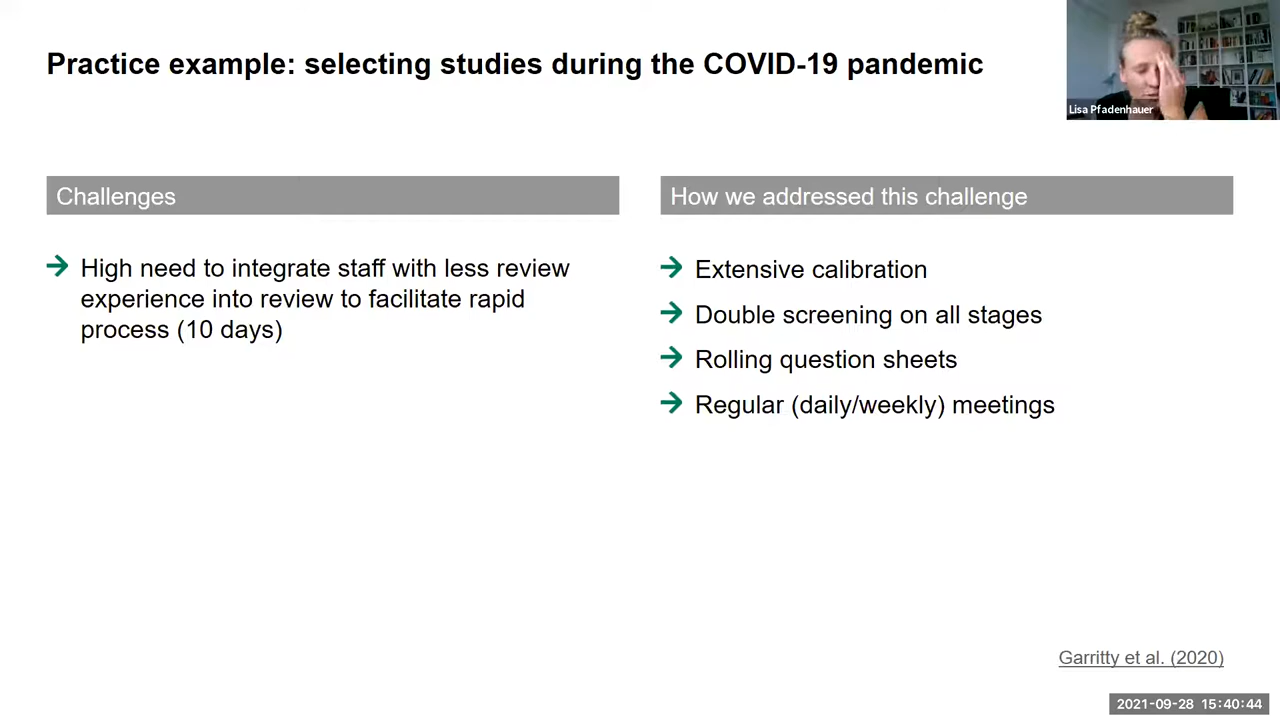 Practice example: selecting studies during the COVID-19 pandemic
Lisa Pfadenhauer
Challenges
High need to integrate staff with less review
experience into review to facilitate rapid
process (10 days)
How we addressed this challenge
Extensive calibration
Double screening on all stages
Rolling question sheets
Regular (daily/weekly) meetings
Garritty et al. (2020)
2021-09-28 15:40:44